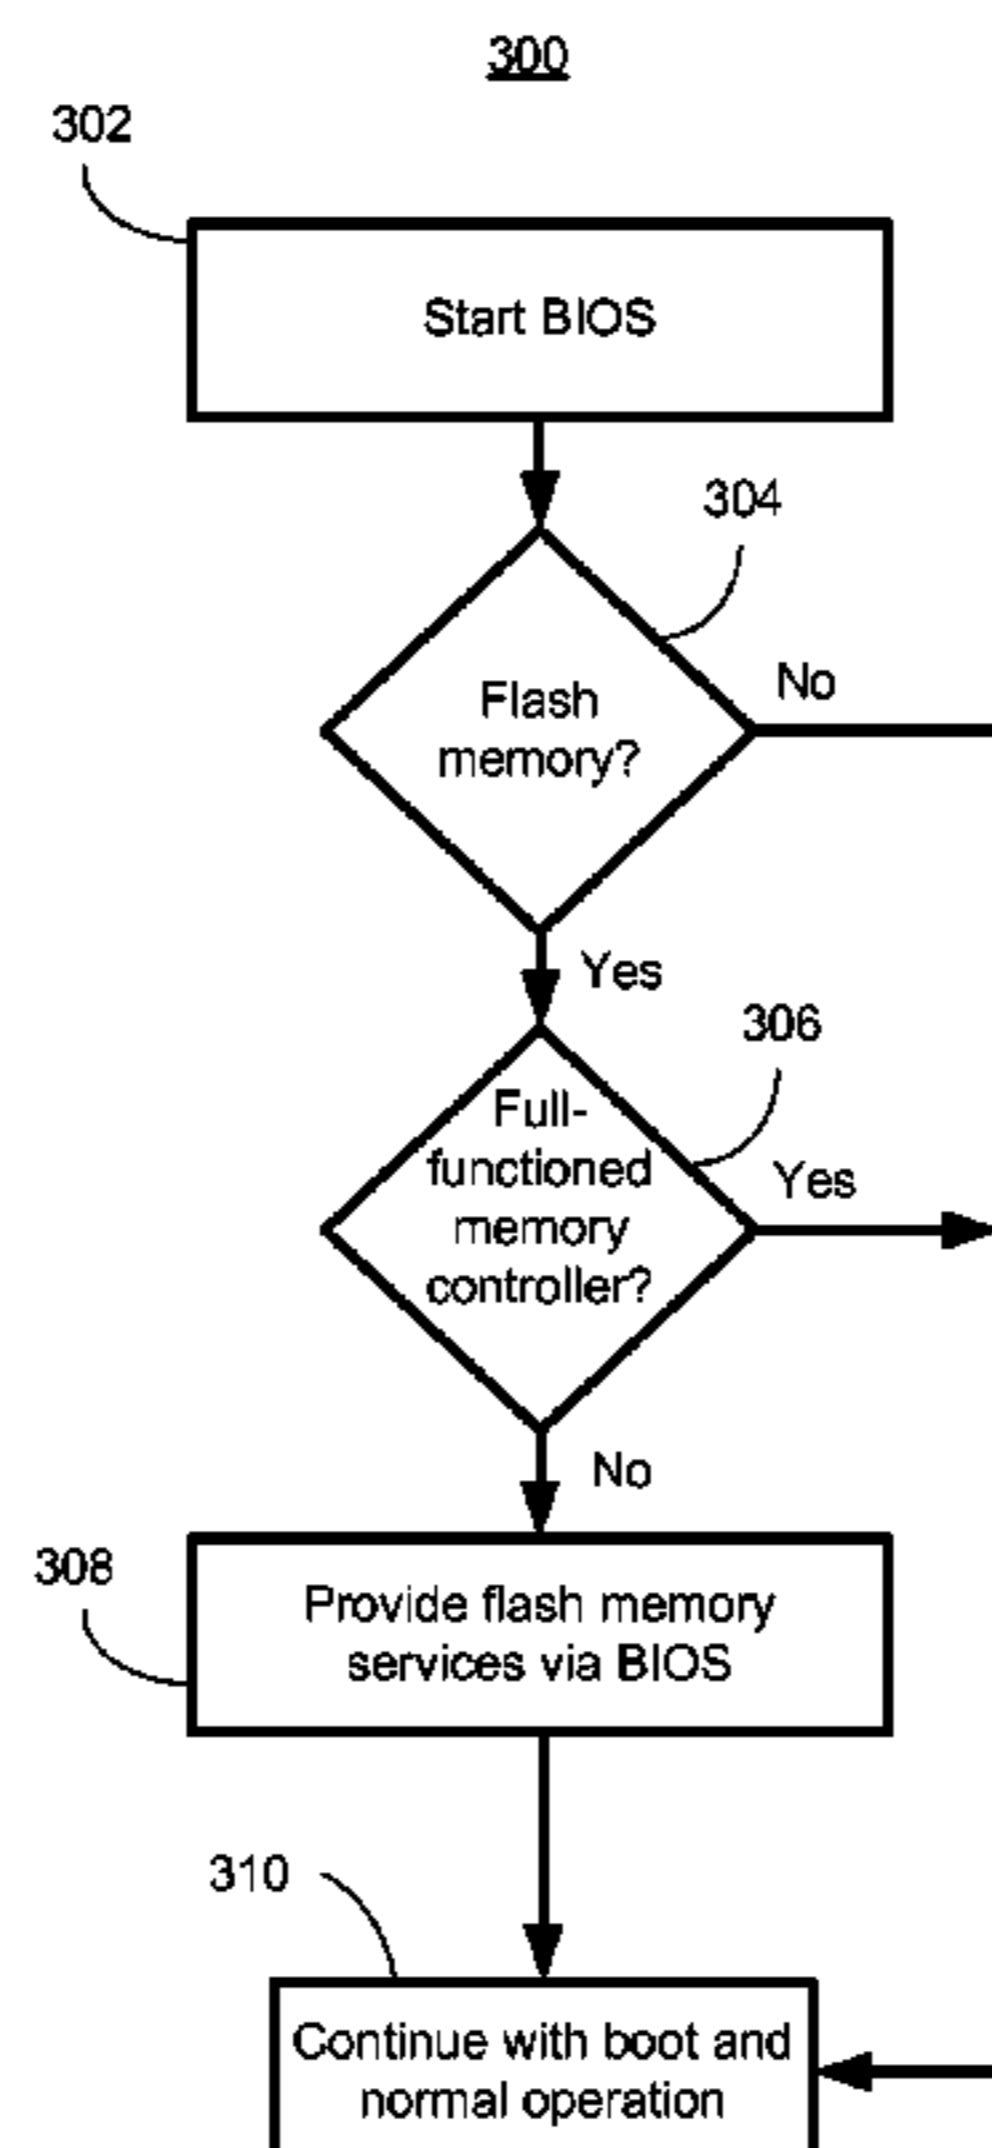 300
302
Start BIOS
304
Flash
memory?
No
Yes
306
Full-
functioned
memory
controller?
Yes
No
308
Provide flash memory
services via BIOS
310
Continue with boot and
normal operation